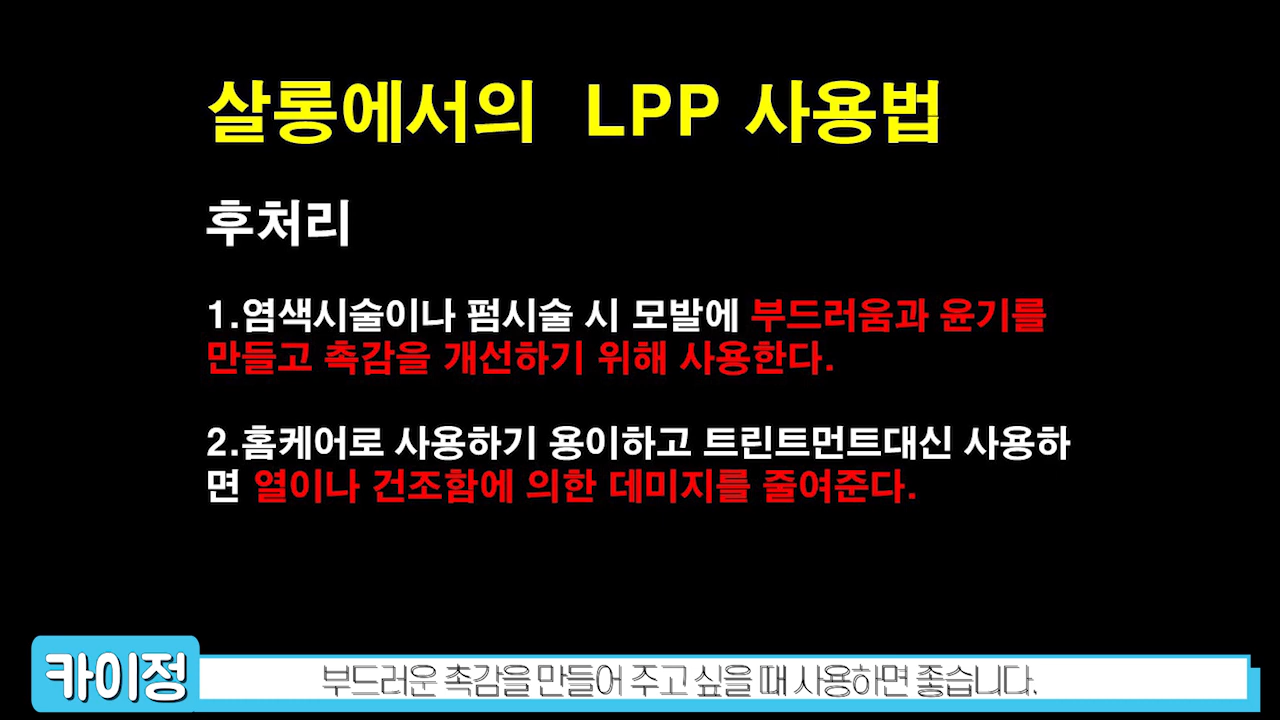 살롱에서의 LPP 사용법
후처리
1.염색시술이나 펌시술 시 모발에 부드러움과 윤기를
만들고 촉감을 개선하기 위해 사용한다.
2.홈케어로 사용하기 용이하고 트린트먼트대신 사용하
면 열이나 건조함에 의한 데미지를 줄여준다.
카이정
부드러운 촉감을 만들어 주고 싶을 때 사용하면 좋습니다.